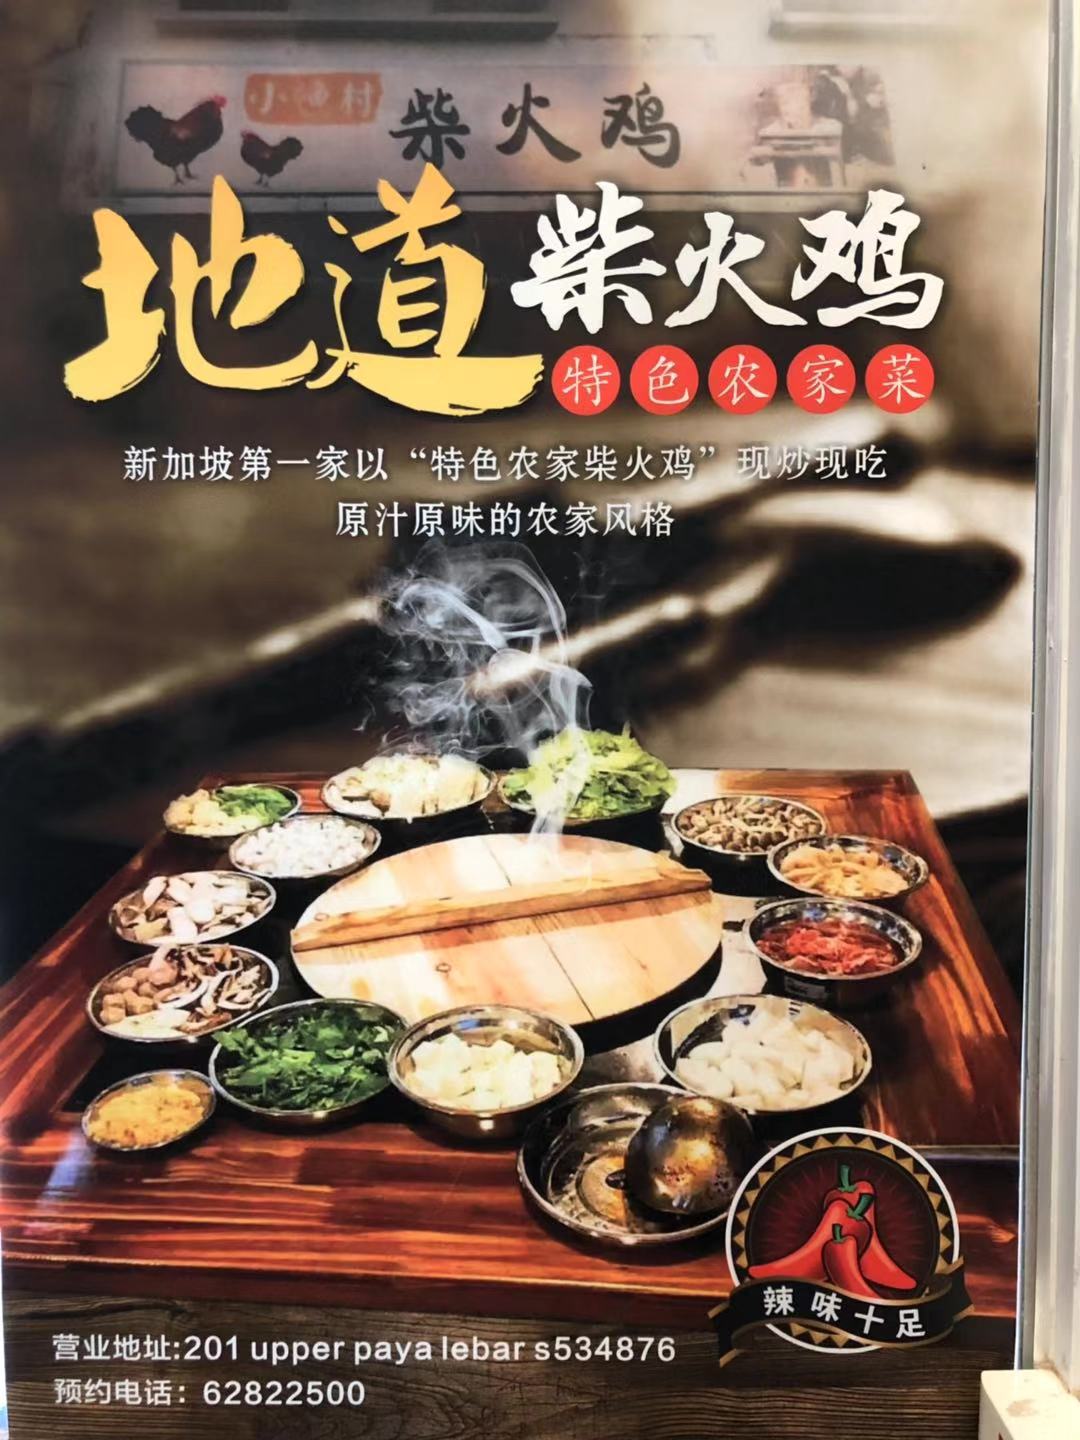 小渔村 柴火鸡
地道 柴火鸡
特色农家菜
新加坡第一家以“特色农家柴火鸡”现炒现吃
原汁原味的农家风格
辣味十足
营业地址:201 upper paya lebar s534876
预约电话：62822500